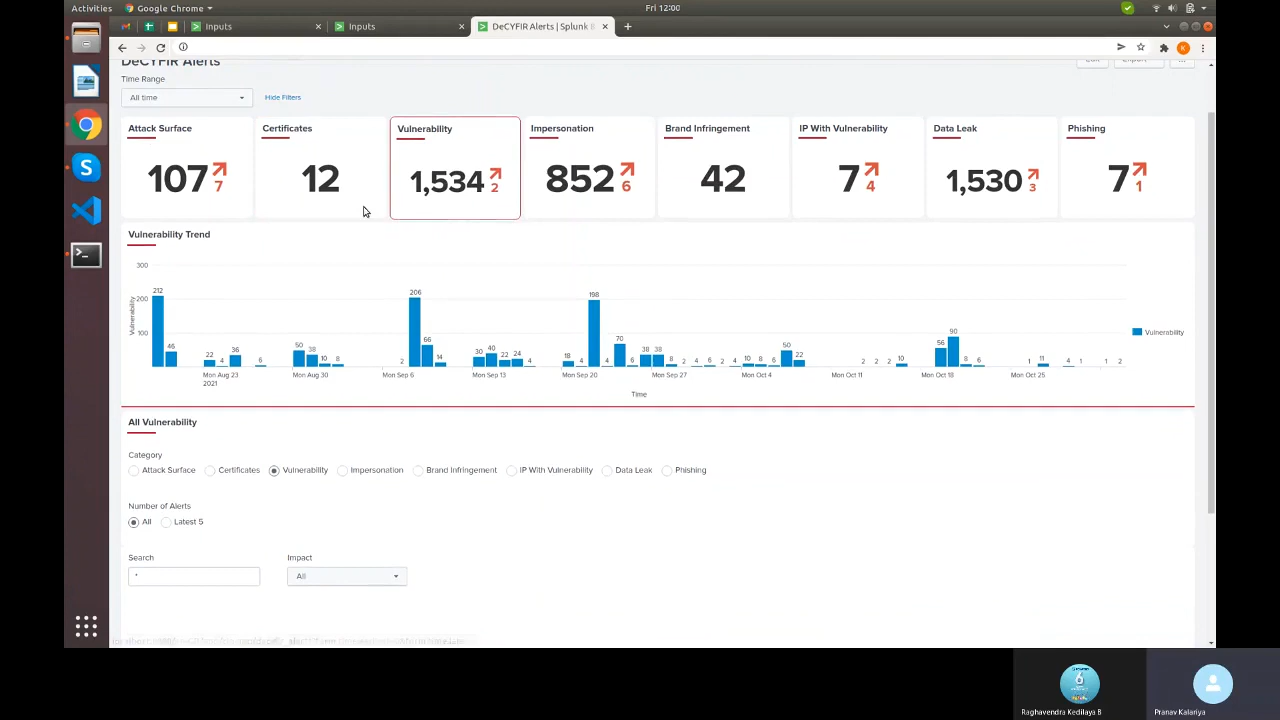 Activities Google Chrome Fri 12:00
Inputs Inputs DeCYFIR Alerts | Splunk
DeCYFIR Alerts
Time Range
All time Hide Filters
Attack Surface Certificates Vulnerability Impersonation Brand Infringement IP With Vulnerability Data Leak Phishing
107 7 12 1,534 2 852 6 42 7 4 1,530 3 7 1
Vulnerability Trend
300
212 206 198
200
Vulnerability
Vulnerability
100
46 22 4 36 6 50 38 10 8 2 66 14 30 40 22 24 4 18 4 4 70 6 38 38 8 2 4 6 2 4 10 8 6 4 50 22 2 2 2 10 56 90 8 6 1 11 4 1 1 2
Mon Aug 23 Mon Aug 30 Mon Sep 6 Mon Sep 13 Mon Sep 20 Mon Sep 27 Mon Oct 4 Mon Oct 11 Mon Oct 18 Mon Oct 25
2021
Time
All Vulnerability
Category
Attack Surface Certificates Vulnerability Impersonation Brand Infringement IP With Vulnerability Data Leak Phishing
Number of Alerts
All Latest 5
Search Impact
* All
6
Raghavendra Kedilaya B Pranav Kalariya